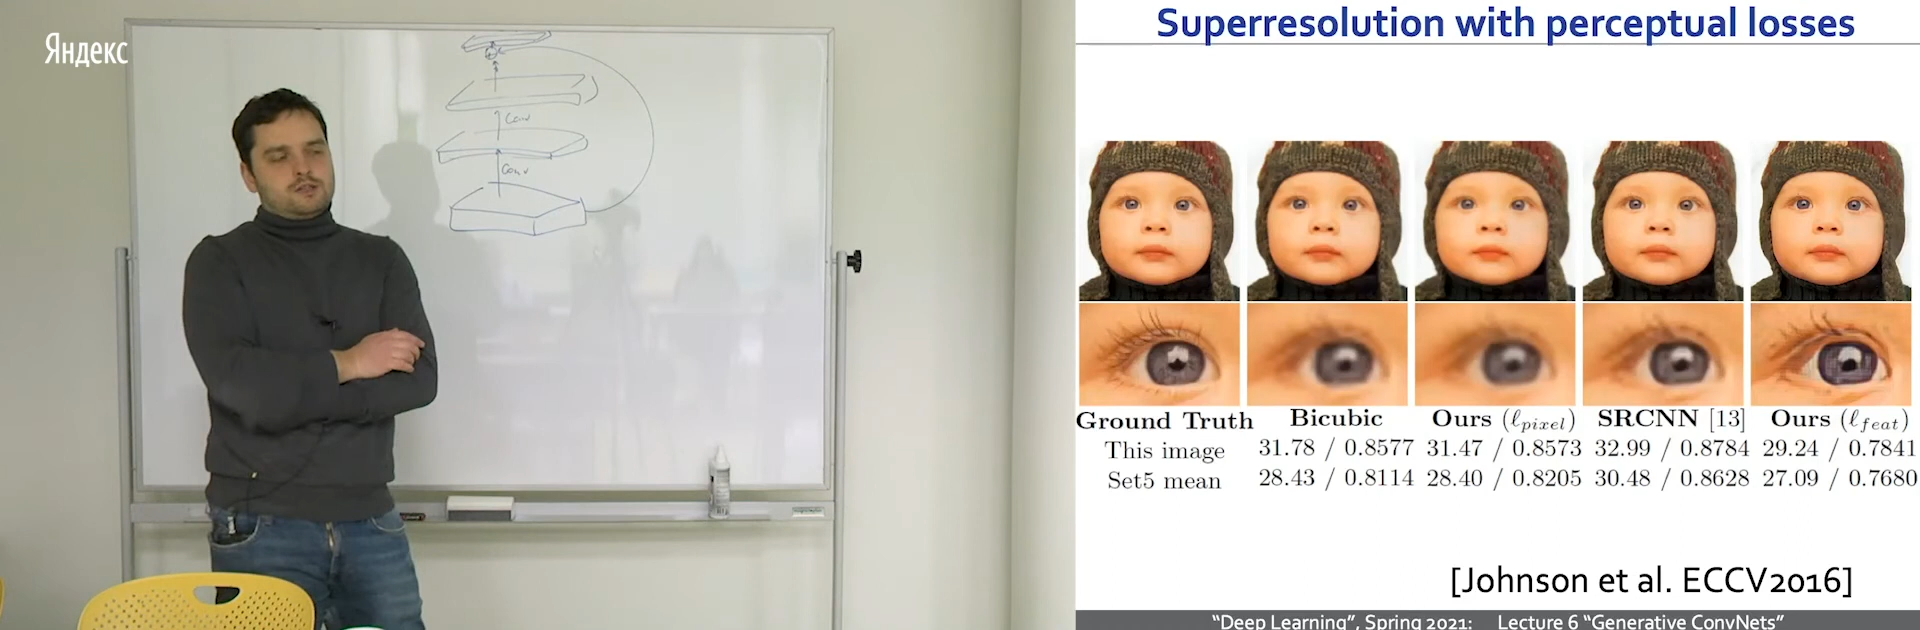 Яндекс
Conv
Conv
Superresolution with perceptual losses
Ground Truth Bicubic Ours (ℓpixel) SRCNN [13] Ours (ℓfeat)
This image 31.78 / 0.8577 31.47 / 0.8573 32.99 / 0.8784 29.24 / 0.7841
Set5 mean 28.43 / 0.8114 28.40 / 0.8205 30.48 / 0.8628 27.09 / 0.7680
[Johnson et al. ECCV2016]
"Deep Learning", Spring 2021: Lecture 6 "Generative ConvNets"